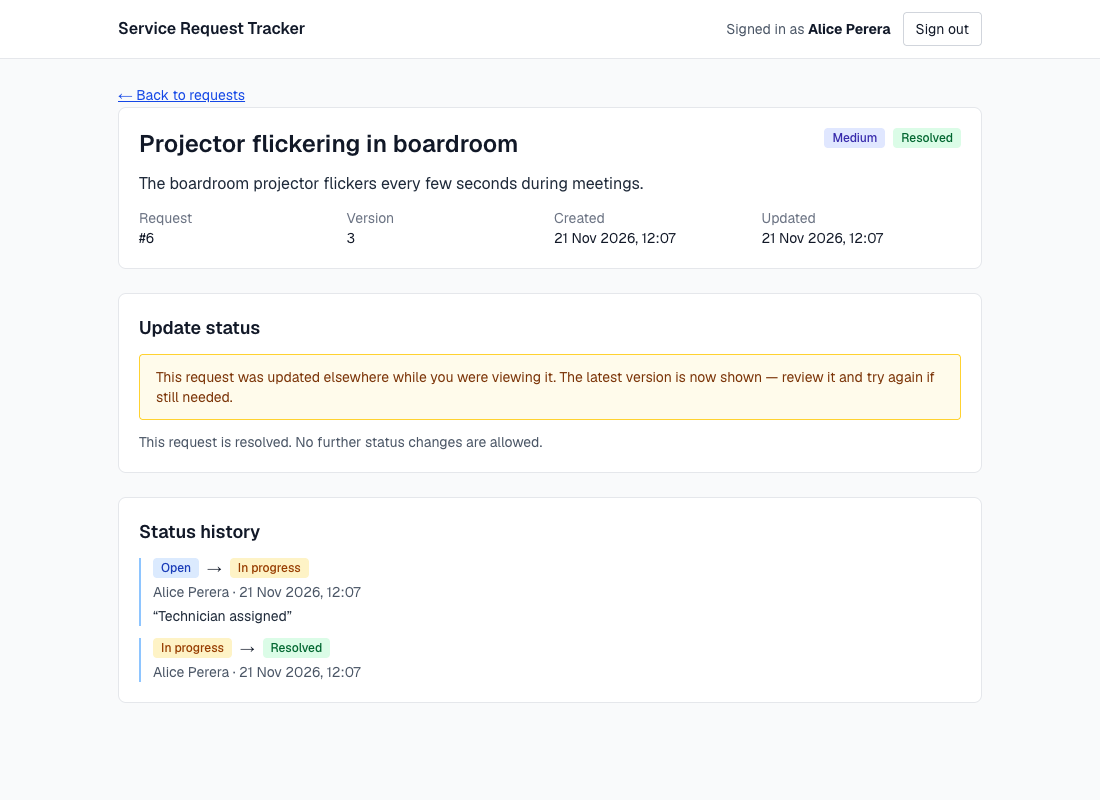 Service Request Tracker
Signed in as Alice Perera
Sign out
← Back to requests
Projector flickering in boardroom
Medium
Resolved
The boardroom projector flickers every few seconds during meetings.
Request
Version
Created
Updated
#6
3
21 Nov 2026, 12:07
21 Nov 2026, 12:07
Update status
This request was updated elsewhere while you were viewing it. The latest version is now shown — review it and try again if
still needed.
This request is resolved. No further status changes are allowed.
Status history
Open → In progress
Alice Perera · 21 Nov 2026, 12:07
“Technician assigned”
In progress → Resolved
Alice Perera · 21 Nov 2026, 12:07